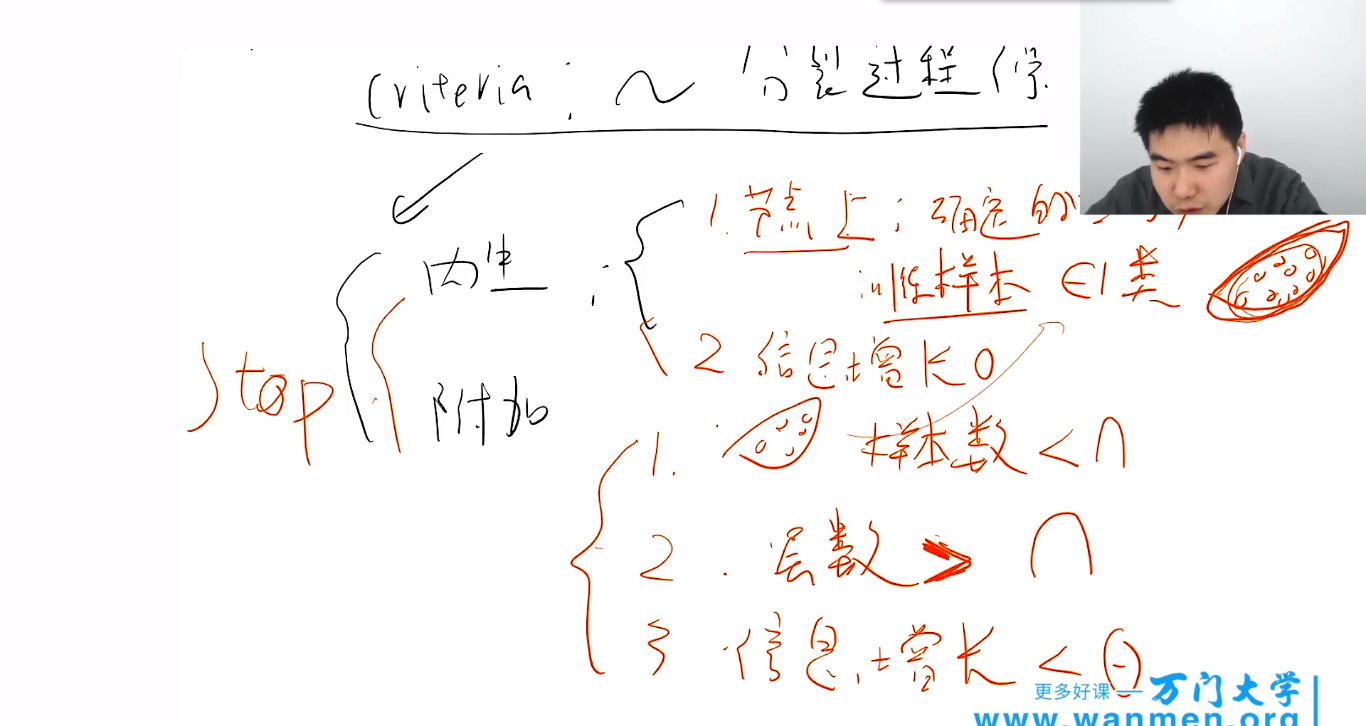 criteria : ~ 分裂过程停.
1. 节点上; 确定的
内生 : 训练样本 ∈ 1 类
2 信息增长 0
Stop
附加
1. 样本数 < n
2. 层数 > n
3 信息增长 < θ
更多好课 — 万门大学
www.wanmen.org